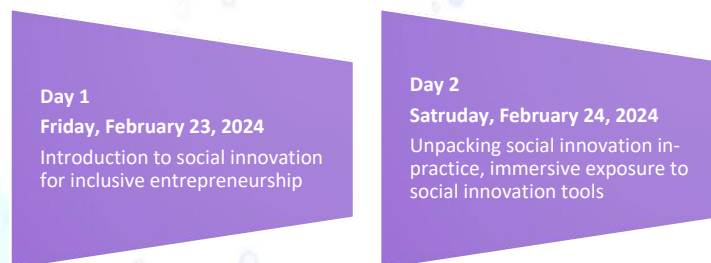 Day 1
Friday, February 23, 2024
Introduction to social innovation
for inclusive entrepreneurship
Day 2
Satruday, February 24, 2024
Unpacking social innovation in-
practice, immersive exposure to
social innovation tools